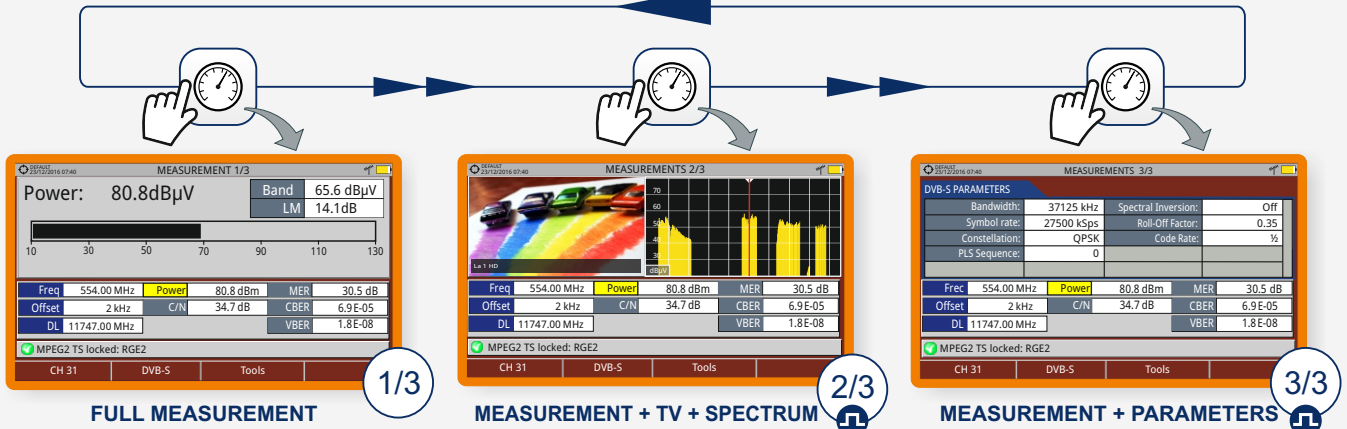 DEFAULT
23/12/2016 07:40
MEASUREMENT 1/3
Power: 80.8dBµV
Band 65.6 dBµV
LM 14.1dB
10 30 50 70 90 110 130
Freq 554.00 MHz Power 80.8 dBm MER 30.5 dB
Offset 2 kHz C/N 34.7 dB CBER 6.9E-05
DL 11747.00 MHz VBER 1.8E-08
MPEG2 TS locked: RGE2
CH 31 DVB-S Tools
1/3
FULL MEASUREMENT
DEFAULT
23/12/2016 07:40
MEASUREMENTS 2/3
70
60
50
40
30
dBµV
La 1 HD
Freq 554.00 MHz Power 80.8 dBm MER 30.5 dB
Offset 2 kHz C/N 34.7 dB CBER 6.9E-05
DL 11747.00 MHz VBER 1.8E-08
MPEG2 TS locked: RGE2
CH 31 DVB-S Tools
2/3
MEASUREMENT + TV + SPECTRUM
DEFAULT
23/12/2016 07:40
MEASUREMENTS 3/3
DVB-S PARAMETERS
Bandwidth: 37125 kHz Spectral Inversion: Off
Symbol rate: 27500 kSps Roll-Off Factor: 0.35
Constellation: QPSK Code Rate: ½
PLS Sequence: 0
Frec 554.00 MHz Power 80.8 dBm MER 30.5 dB
Offset 2 kHz C/N 34.7 dB CBER 6.9E-05
DL 11747.00 MHz VBER 1.8E-08
MPEG2 TS locked: RGE2
CH 31 DVB-S Tools
3/3
MEASUREMENT + PARAMETERS